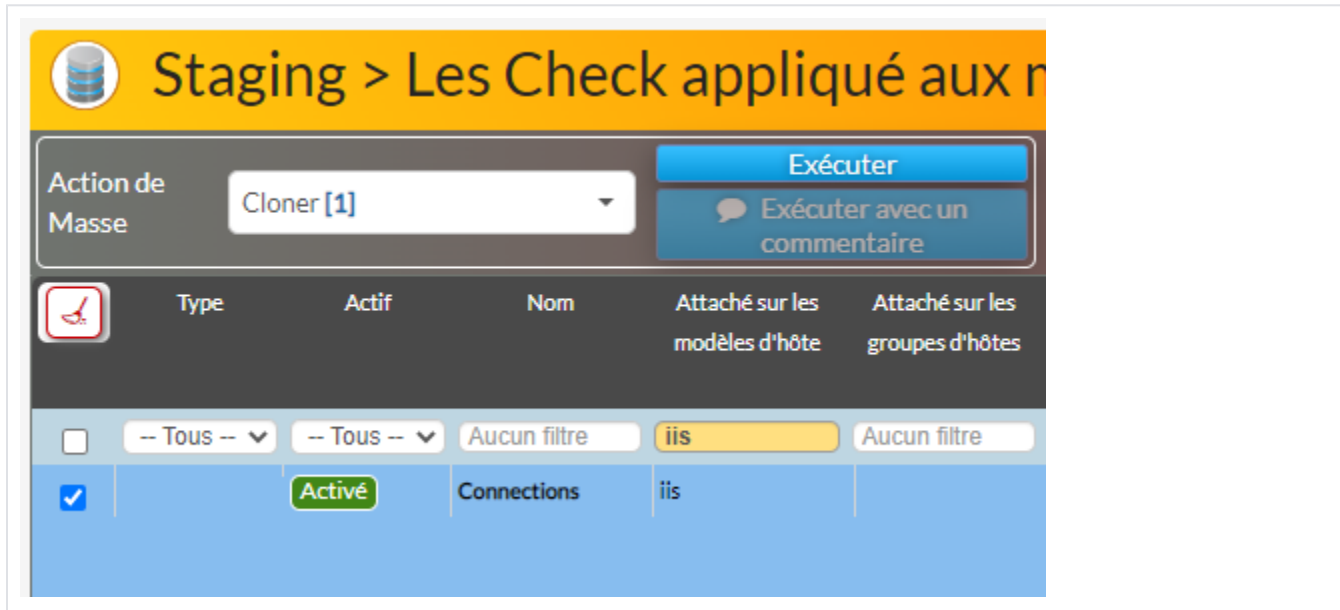 Staging > Les Check appliqué aux
Action de
Masse
Cloner [1]
Exécuter
Exécuter avec un
commentaire
Type
Actif
Nom
Attaché sur les
modèles d'hôte
Attaché sur les
groupes d'hôtes
-- Tous --
-- Tous --
Aucun filtre
iis
Aucun filtre
Activé
Connections
iis